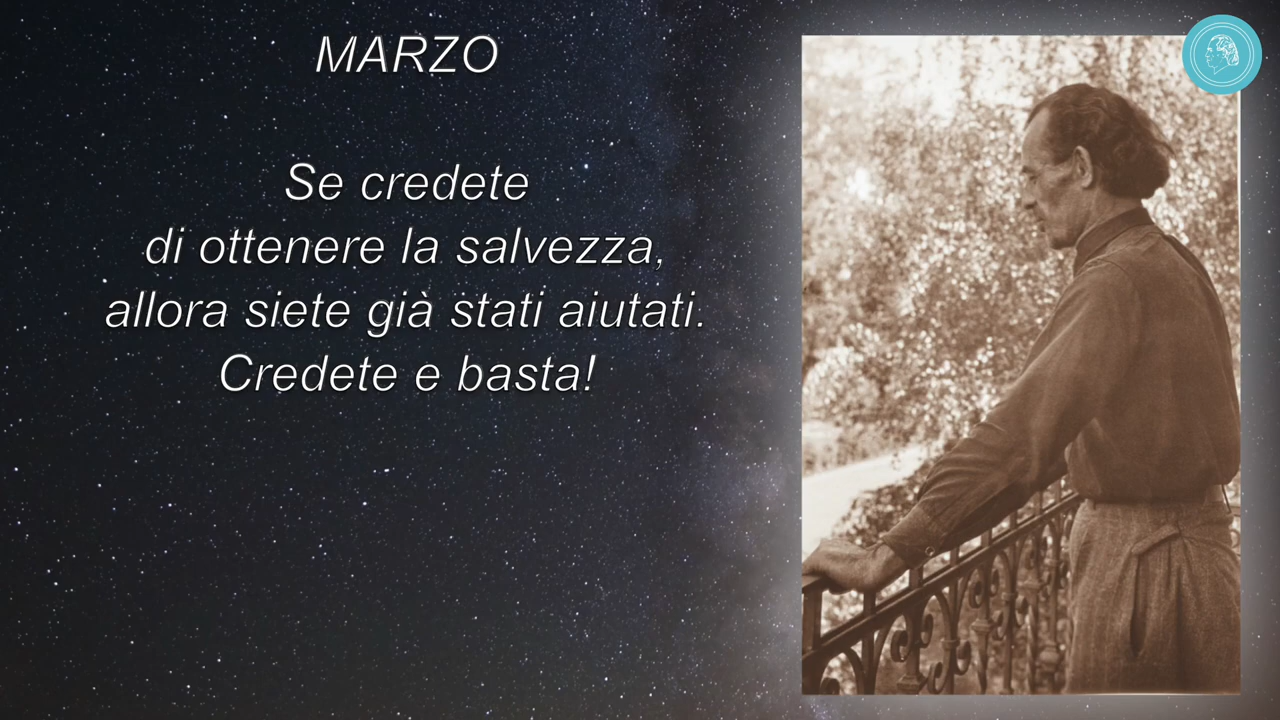 MARZO
Se credete
di ottenere la salvezza,
allora siete già stati aiutati.
Credete e basta!